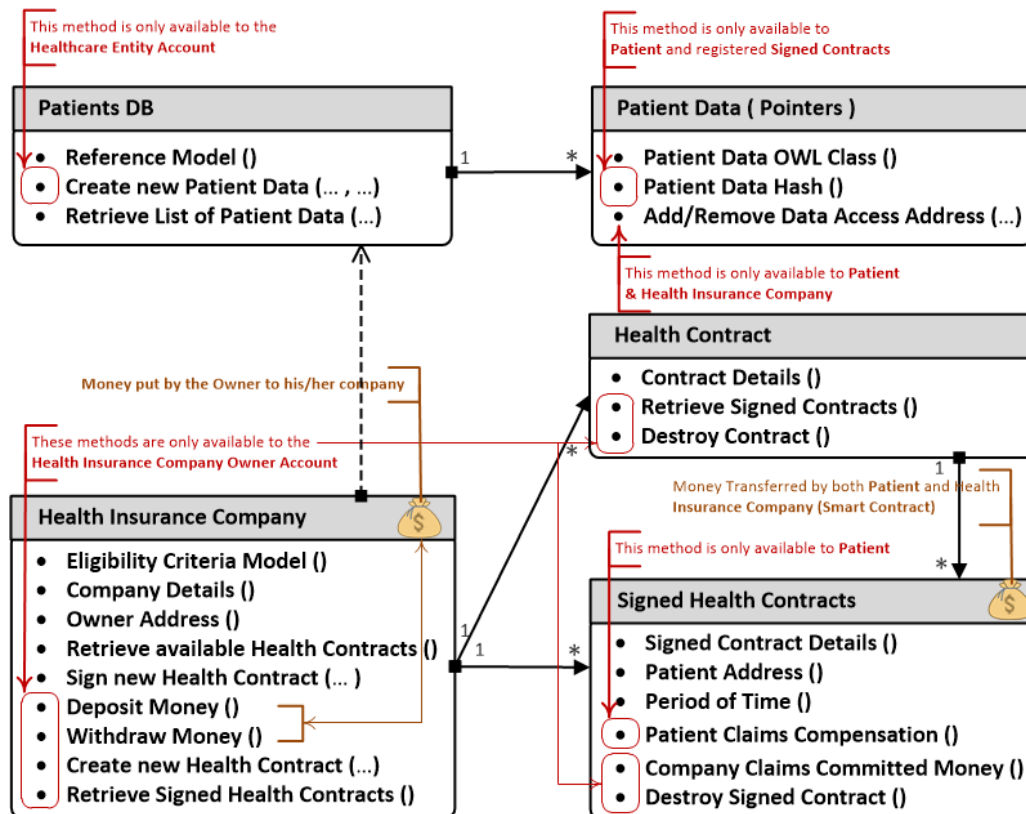 This method is only available to the
Healthcare Entity Account
This method is only available to
Patient and registered Signed Contracts
Patients DB
• Reference Model ()
• Create new Patient Data (... , ...)
• Retrieve List of Patient Data (...)
1
*
Patient Data ( Pointers )
• Patient Data OWL Class ()
• Patient Data Hash ()
• Add/Remove Data Access Address (...)
This method is only available to Patient
& Health Insurance Company
Health Contract
• Contract Details ()
• Retrieve Signed Contracts ()
• Destroy Contract ()
Money put by the Owner to his/her company
These methods are only available to the
Health Insurance Company Owner Account
*
1
Money Transferred by both Patient and Health
Insurance Company (Smart Contract)
This method is only available to Patient
*
Health Insurance Company
$
• Eligibility Criteria Model ()
• Company Details ()
• Owner Address ()
• Retrieve available Health Contracts ()
• Sign new Health Contract (... )
• Deposit Money ()
• Withdraw Money ()
• Create new Health Contract (...)
• Retrieve Signed Health Contracts ()
1
1
*
Signed Health Contracts
$
• Signed Contract Details ()
• Patient Address ()
• Period of Time ()
• Patient Claims Compensation ()
• Company Claims Committed Money ()
• Destroy Signed Contract ()